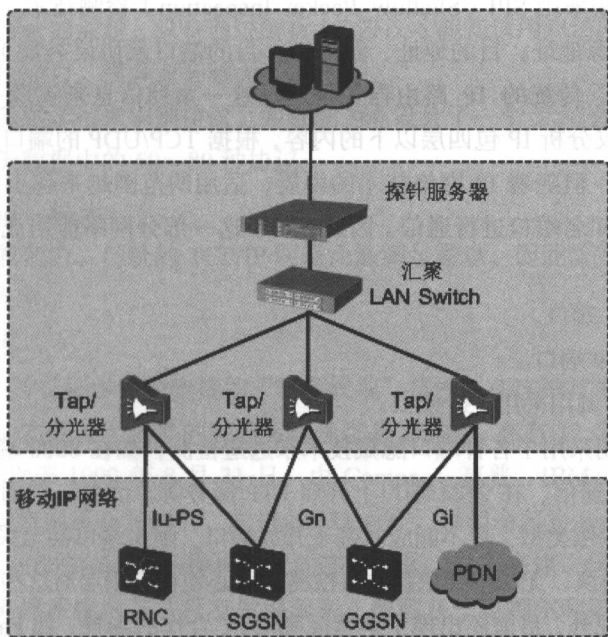 探针服务器
汇聚
LAN Switch
Tap/
分光器
Tap/
分光器
Tap/
分光器
移动IP网络
Iu-PS
Gn
Gi
RNC
SGSN
GGSN
PDN